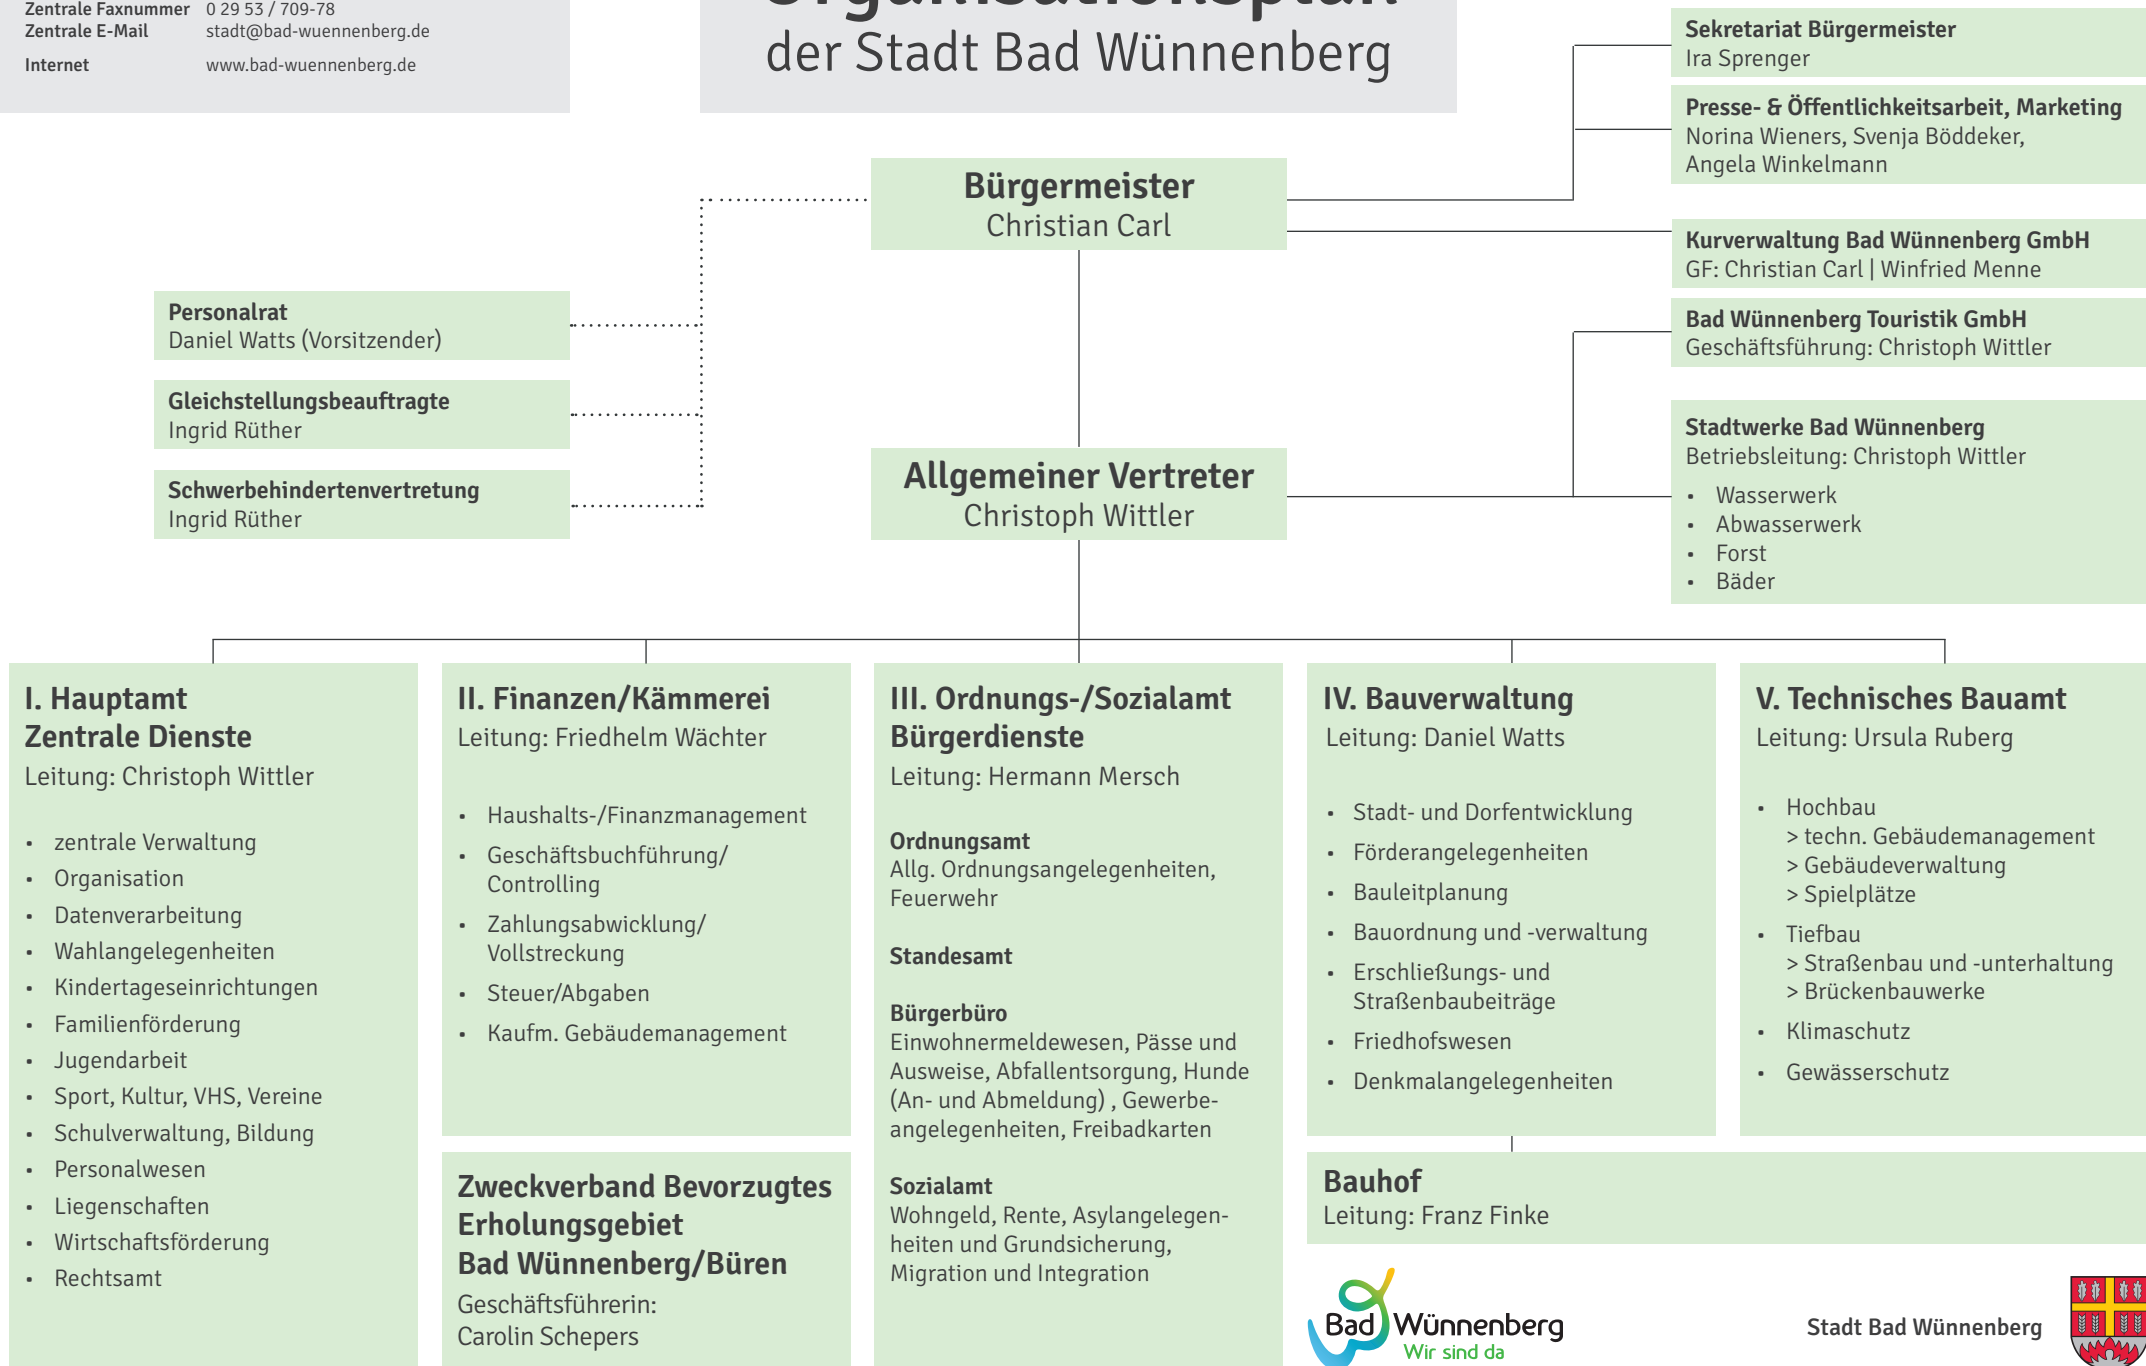 Zentrale Faxnummer 0 29 53 / 709-78
Zentrale E-Mail stadt@bad-wuennenberg.de
Internet www.bad-wuennenberg.de
Organisationsplan
der Stadt Bad Wünnenberg
Sekretariat Bürgermeister
Ira Sprenger
Presse- & Öffentlichkeitsarbeit, Marketing
Norina Wieners, Svenja Böddeker,
Angela Winkelmann
Bürgermeister
Christian Carl
Kurverwaltung Bad Wünnenberg GmbH
GF: Christian Carl | Winfried Menne
Personalrat
Daniel Watts (Vorsitzender)
Bad Wünnenberg Touristik GmbH
Geschäftsführung: Christoph Wittler
Gleichstellungsbeauftragte
Ingrid Rüther
Schwerbehindertenvertretung
Ingrid Rüther
Allgemeiner Vertreter
Christoph Wittler
Stadtwerke Bad Wünnenberg
Betriebsleitung: Christoph Wittler
• Wasserwerk
• Abwasserwerk
• Forst
• Bäder
I. Hauptamt
Zentrale Dienste
Leitung: Christoph Wittler
• zentrale Verwaltung
• Organisation
• Datenverarbeitung
• Wahlangelegenheiten
• Kindertageseinrichtungen
• Familienförderung
• Jugendarbeit
• Sport, Kultur, VHS, Vereine
• Schulverwaltung, Bildung
• Personalwesen
• Liegenschaften
• Wirtschaftsförderung
• Rechtsamt
II. Finanzen/Kämmerei
Leitung: Friedhelm Wächter
• Haushalts-/Finanzmanagement
• Geschäftsbuchführung/
Controlling
• Zahlungsabwicklung/
Vollstreckung
• Steuer/Abgaben
• Kaufm. Gebäudemanagement
Zweckverband Bevorzugtes
Erholungsgebiet
Bad Wünnenberg/Büren
Geschäftsführerin:
Carolin Schepers
III. Ordnungs-/Sozialamt
Bürgerdienste
Leitung: Hermann Mersch
Ordnungsamt
Allg. Ordnungsangelegenheiten,
Feuerwehr
Standesamt
Bürgerbüro
Einwohnermeldewesen, Pässe und
Ausweise, Abfallentsorgung, Hunde
(An- und Abmeldung) , Gewerbe-
angelegenheiten, Freibadkarten
Sozialamt
Wohngeld, Rente, Asylangelegen-
heiten und Grundsicherung,
Migration und Integration
IV. Bauverwaltung
Leitung: Daniel Watts
• Stadt- und Dorfentwicklung
• Förderangelegenheiten
• Bauleitplanung
• Bauordnung und -verwaltung
• Erschließungs- und
Straßenbaubeiträge
• Friedhofswesen
• Denkmalangelegenheiten
V. Technisches Bauamt
Leitung: Ursula Ruberg
• Hochbau
> techn. Gebäudemanagement
> Gebäudeverwaltung
> Spielplätze
• Tiefbau
> Straßenbau und -unterhaltung
> Brückenbauwerke
• Klimaschutz
• Gewässerschutz
Bauhof
Leitung: Franz Finke
Bad Wünnenberg
Wir sind da
Stadt Bad Wünnenberg